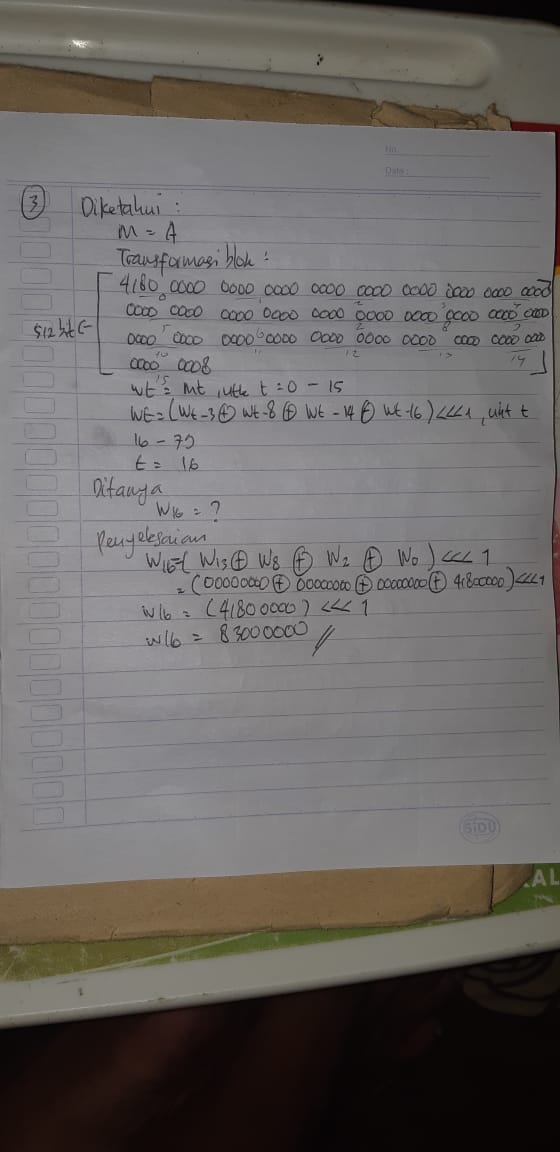 No.
Date:
③ Diketahui :
M = A
Transformasi blok :
4180 0000 0000 0000 0000 0000 0000 0000 0000 0000
0000 0000 0000 0000 0000 0000 0000 0000 0000 0000
512 bit 0000 0000 0000 0000 0000 0000 0000 0000 0000 0000
0000 0008
Wt = Mt, utk t = 0 - 15
Wt = (Wt-3 ⊕ Wt-8 ⊕ Wt-14 ⊕ Wt-16) <<< 1, unt t
16 - 79
t = 16
Ditanya
W16 = ?
Penyelesaian
W16 = ( W13 ⊕ W8 ⊕ W2 ⊕ W0 ) <<< 1
= (00000000 ⊕ 00000000 ⊕ 00000000 ⊕ 41800000) <<< 1
W16 = (41800000) <<< 1
W16 = 83000000 //
SIDU
AL